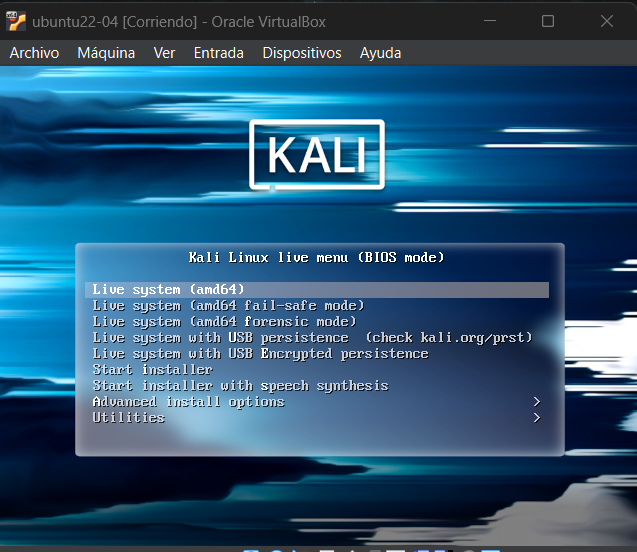 ubuntu22-04 [Corriendo] - Oracle VirtualBox
Archivo Máquina Ver Entrada Dispositivos Ayuda
KALI
Kali Linux live menu (BIOS mode)
Live system (amd64)
Live system (amd64 fail-safe mode)
Live system (amd64 forensic mode)
Live system with USB persistence (check kali.org/prst)
Live system with USB Encrypted persistence
Start installer
Start installer with speech synthesis
Advanced install options >
Utilities >